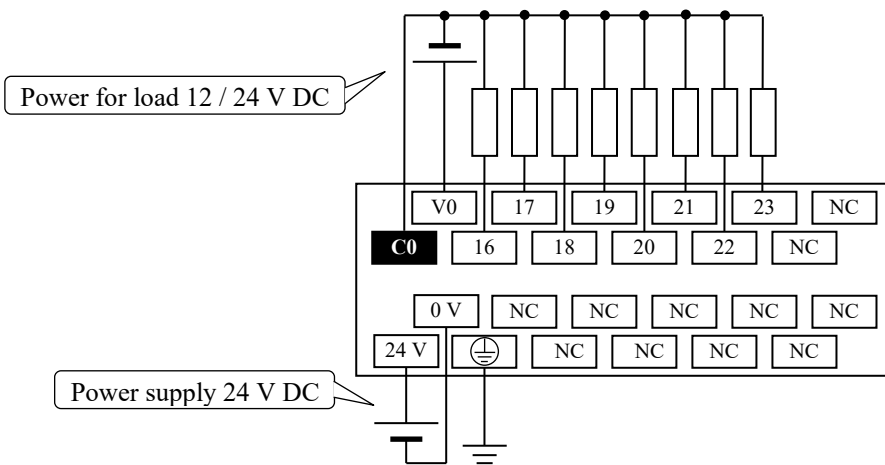 Power for load 12 / 24 V DC
V0 17 19 21 23 NC
C0 16 18 20 22 NC
0 V NC NC NC NC NC
24 V NC NC NC NC
Power supply 24 V DC